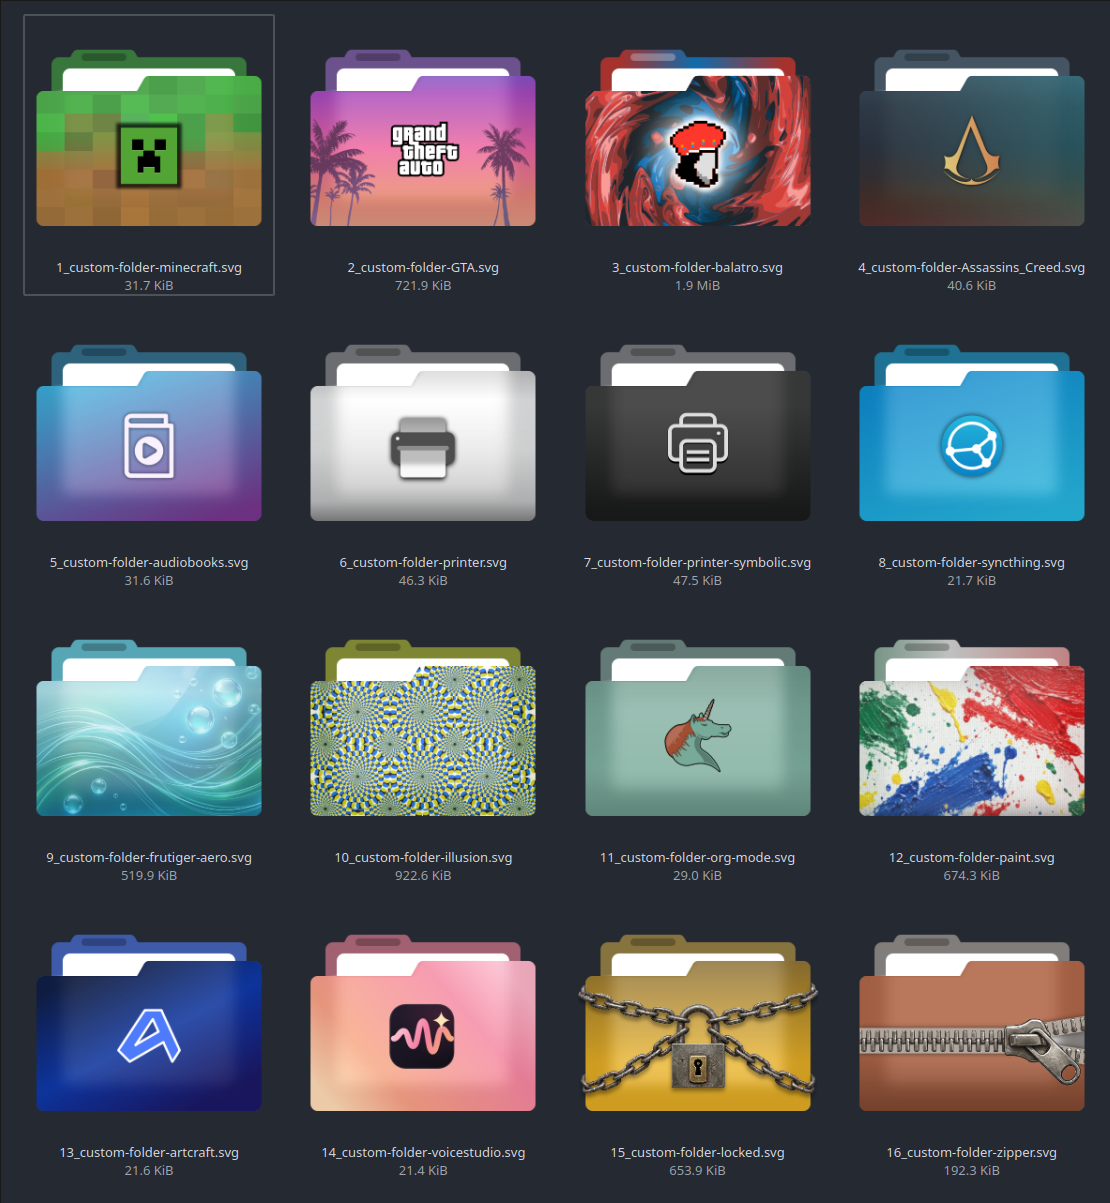 grand
theft
auto
1_custom-folder-minecraft.svg
31.7 KiB
2_custom-folder-GTA.svg
721.9 KiB
3_custom-folder-balatro.svg
1.9 MiB
4_custom-folder-Assassins_Creed.svg
40.6 KiB
5_custom-folder-audiobooks.svg
31.6 KiB
6_custom-folder-printer.svg
46.3 KiB
7_custom-folder-printer-symbolic.svg
47.5 KiB
8_custom-folder-syncthing.svg
21.7 KiB
9_custom-folder-frutiger-aero.svg
519.9 KiB
10_custom-folder-illusion.svg
922.6 KiB
11_custom-folder-org-mode.svg
29.0 KiB
12_custom-folder-paint.svg
674.3 KiB
13_custom-folder-artcraft.svg
21.6 KiB
14_custom-folder-voicestudio.svg
21.4 KiB
15_custom-folder-locked.svg
653.9 KiB
16_custom-folder-zipper.svg
192.3 KiB